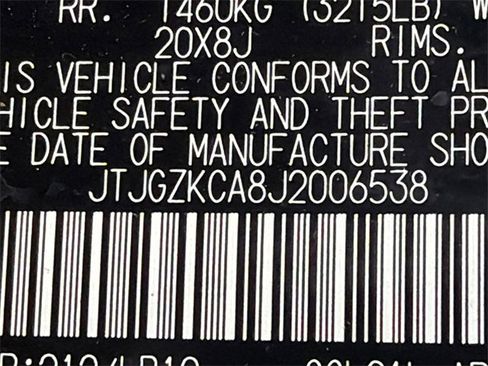 RR. 1460KG (3215LB) W
20X8J RIMS.
IS VEHICLE CONFORMS TO AL
HICLE SAFETY AND THEFT PR
E DATE OF MANUFACTURE SHO
JTJGZKCA8J2006538